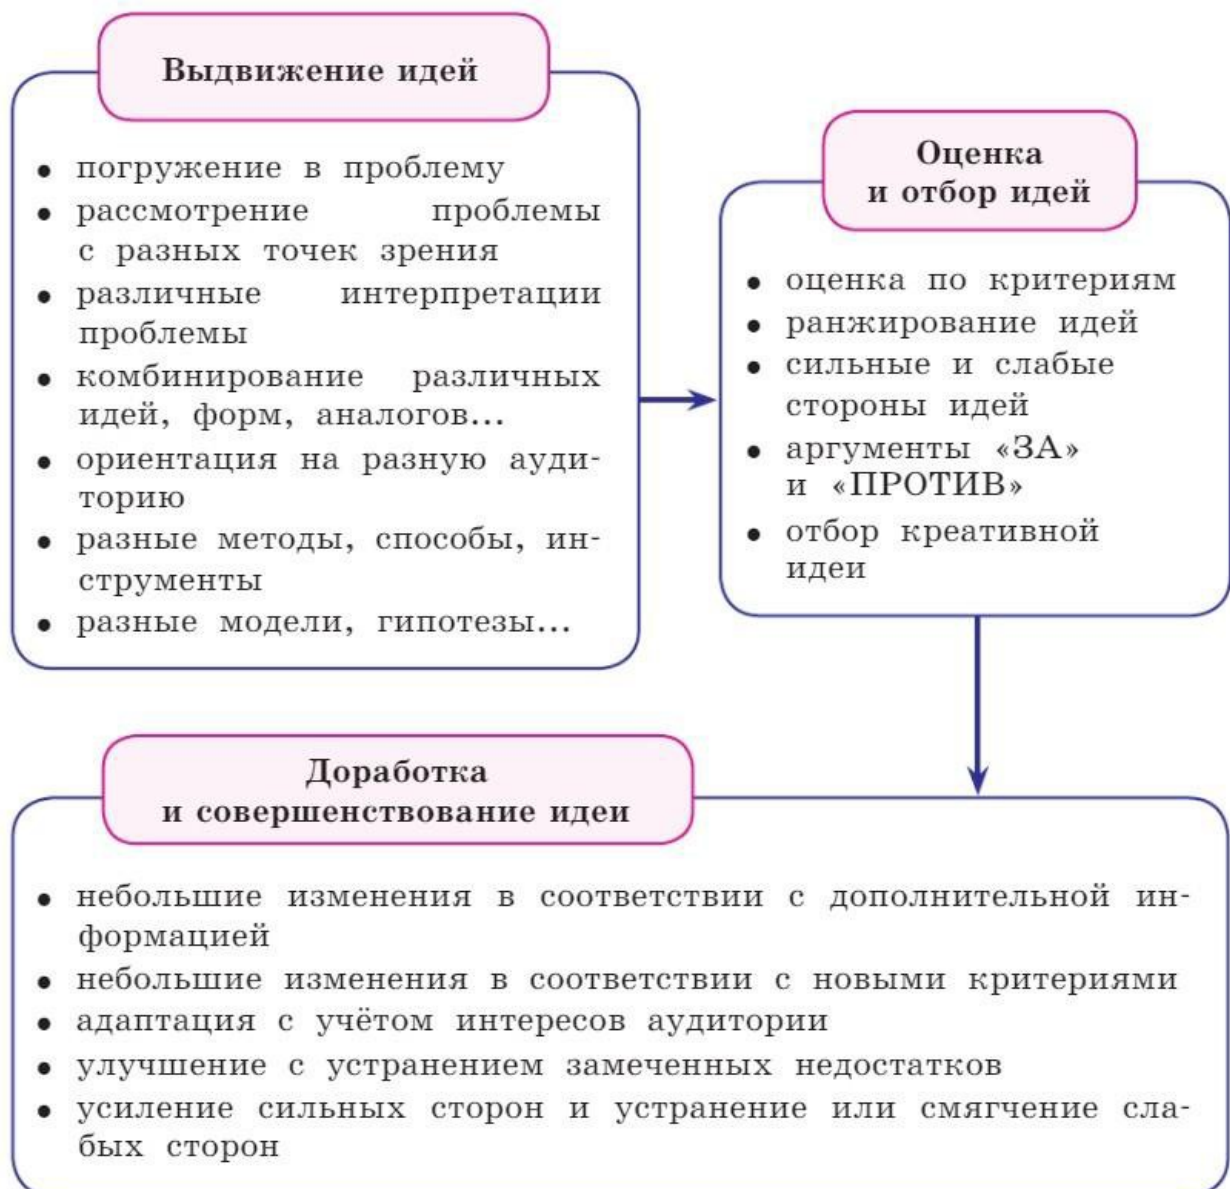 Выдвижение идей
• погружение в проблему
• рассмотрение проблемы
с разных точек зрения
• различные интерпретации
проблемы
• комбинирование различных
идей, форм, аналогов...
• ориентация на разную ауди-
торию
• разные методы, способы, ин-
струменты
• разные модели, гипотезы...
Оценка
и отбор идей
• оценка по критериям
• ранжирование идей
• сильные и слабые
стороны идей
• аргументы «ЗА»
и «ПРОТИВ»
• отбор креативной
идеи
Доработка
и совершенствование идеи
• небольшие изменения в соответствии с дополнительной ин-
формацией
• небольшие изменения в соответствии с новыми критериями
• адаптация с учётом интересов аудитории
• улучшение с устранением замеченных недостатков
• усиление сильных сторон и устранение или смягчение сла-
бых сторон